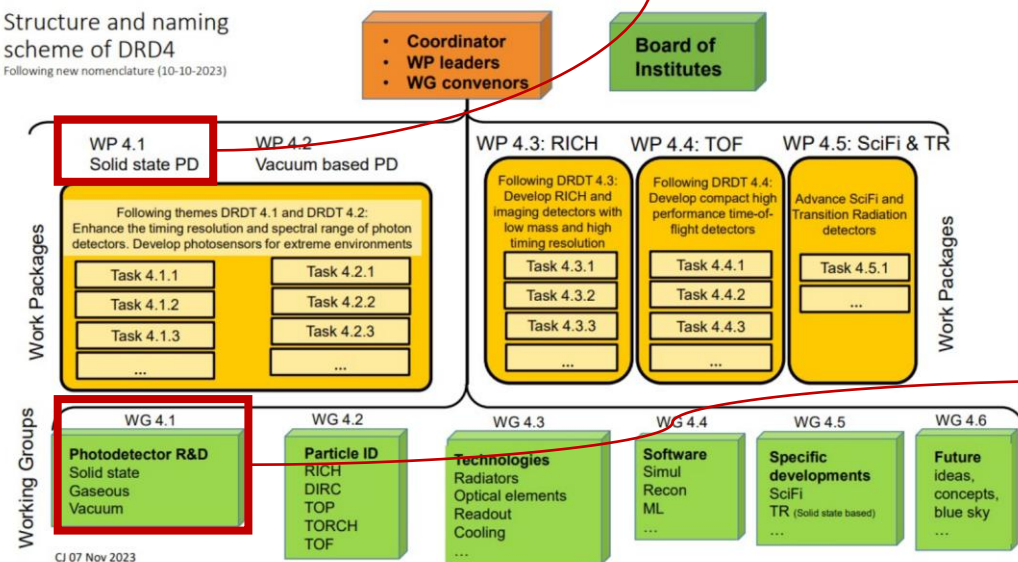 Structure and naming
scheme of DRD4
Following new nomenclature (10-10-2023)
• Coordinator
• WP leaders
• WG convenors
Board of
Institutes
WP 4.1
Solid state PD
WP 4.2
Vacuum based PD
WP 4.3: RICH
WP 4.4: TOF
WP 4.5: SciFi & TR
Work Packages
Following themes DRDT 4.1 and DRDT 4.2:
Enhance the timing resolution and spectral range of photon
detectors. Develop photosensors for extreme environments
Task 4.1.1
Task 4.1.2
Task 4.1.3
...
Task 4.2.1
Task 4.2.2
Task 4.2.3
...
Following DRDT 4.3:
Develop RICH and
imaging detectors with
low mass and high
timing resolution
Task 4.3.1
Task 4.3.2
Task 4.3.3
...
Following DRDT 4.4:
Develop compact high
performance time-of-
flight detectors
Task 4.4.1
Task 4.4.2
Task 4.4.3
...
Advance SciFi and
Transition Radiation
detectors
Task 4.5.1
...
Work Packages
Working Groups
WG 4.1
Photodetector R&D
Solid state
Gaseous
Vacuum
WG 4.2
Particle ID
RICH
DIRC
TOP
TORCH
TOF
WG 4.3
Technologies
Radiators
Optical elements
Readout
Cooling
...
WG 4.4
Software
Simul
Recon
ML
...
WG 4.5
Specific
developments
SciFi
TR (Solid state based)
...
WG 4.6
Future
ideas,
concepts,
blue sky
...
CJ 07 Nov 2023